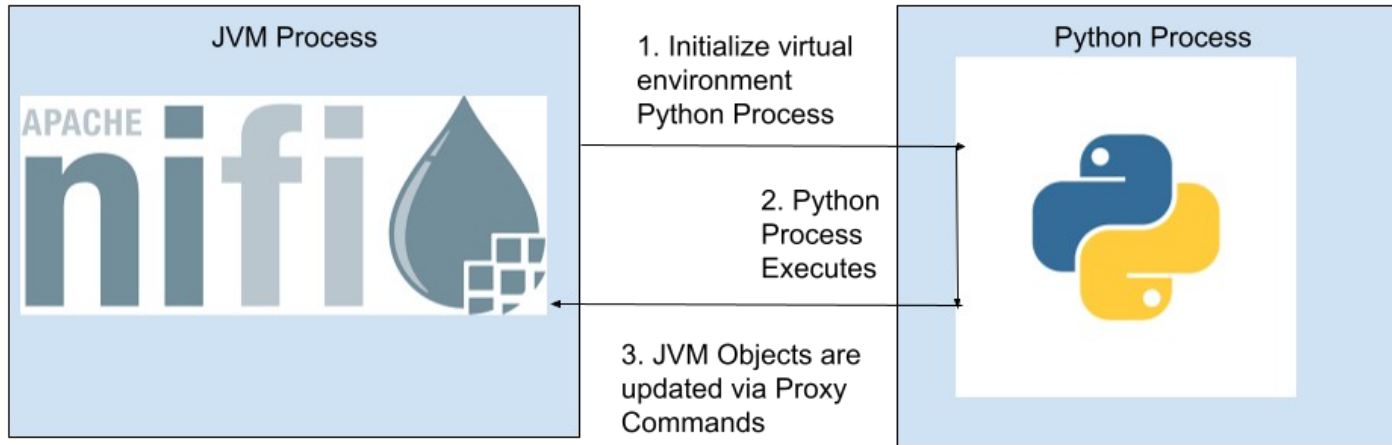 JVM Process
APACHE
nifi
1. Initialize virtual
environment
Python Process
2. Python
Process
Executes
3. JVM Objects are
updated via Proxy
Commands
Python Process